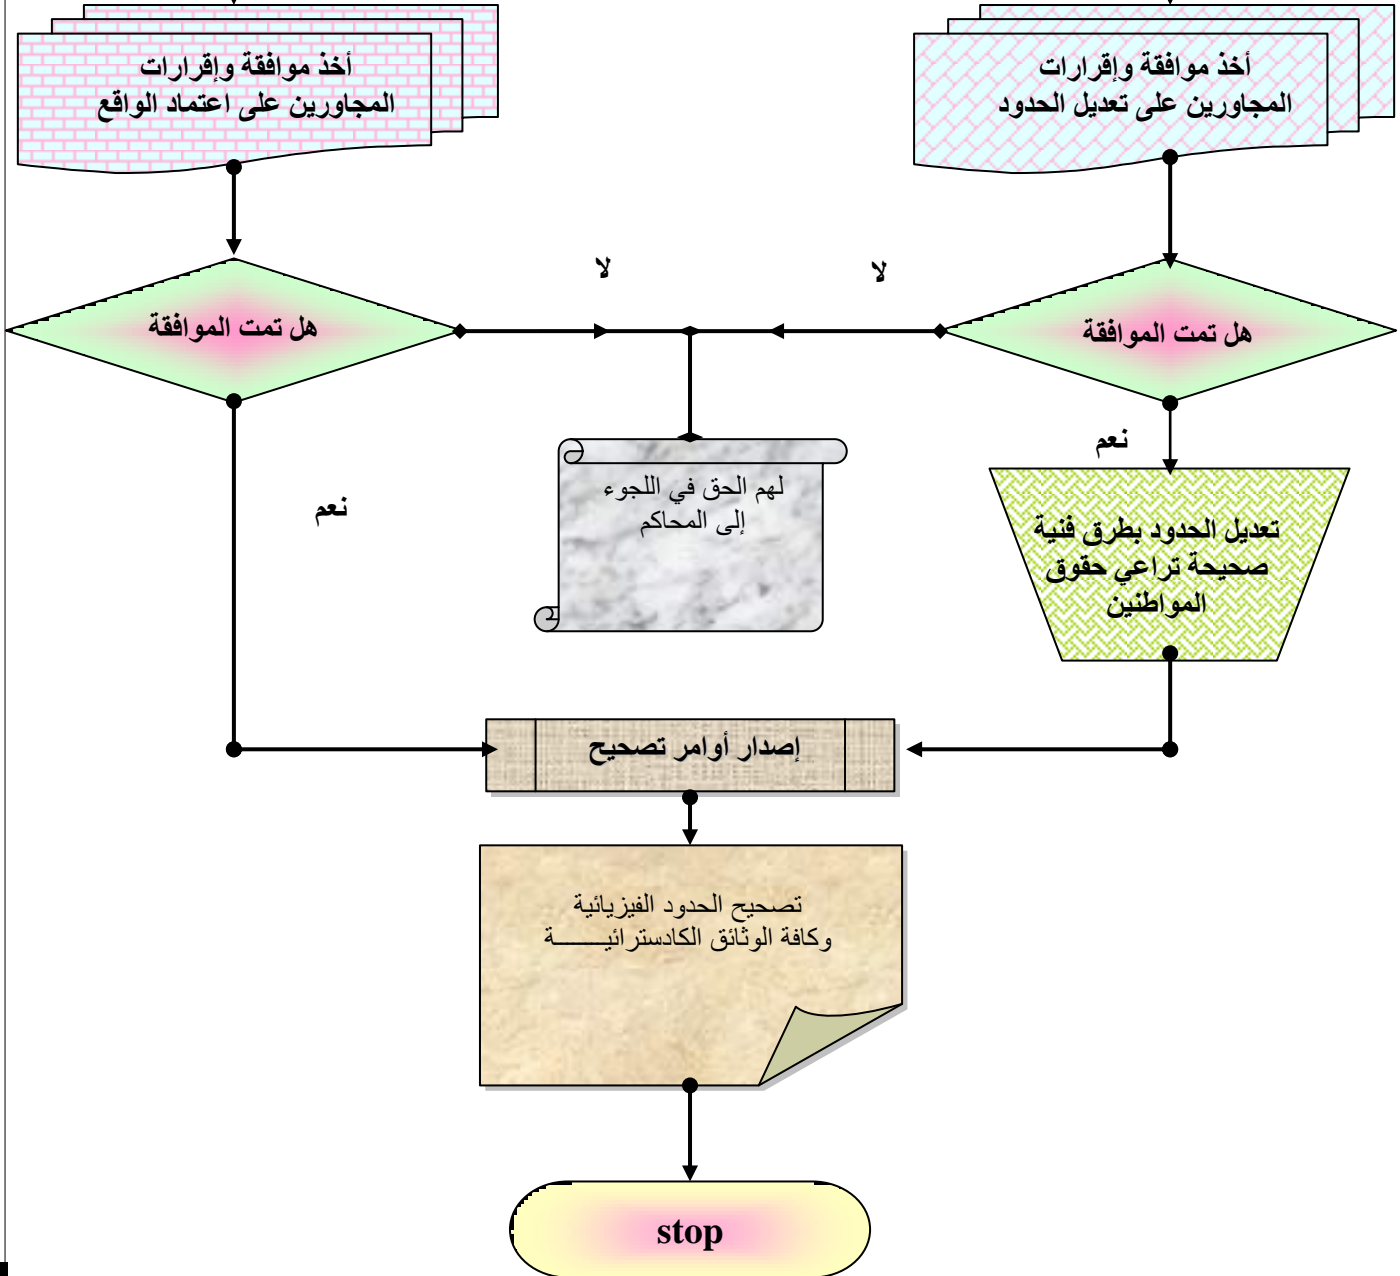 أخذ موافقة وإقرارات
المجاورين على تعديل الحدود
أخذ موافقة وإقرارات
المجاورين على اعتماد الواقع
لا
لا
هل تمت الموافقة
هل تمت الموافقة
نعم
نعم
لهم الحق في اللجوء
إلى المحاكم
تعديل الحدود بطرق فنية
صحيحة تراعي حقوق
المواطنين
إصدار أوامر تصحيح
تصحيح الحدود الفيزيائية
وكافة الوثائق الكادسترائيـــــــة
stop